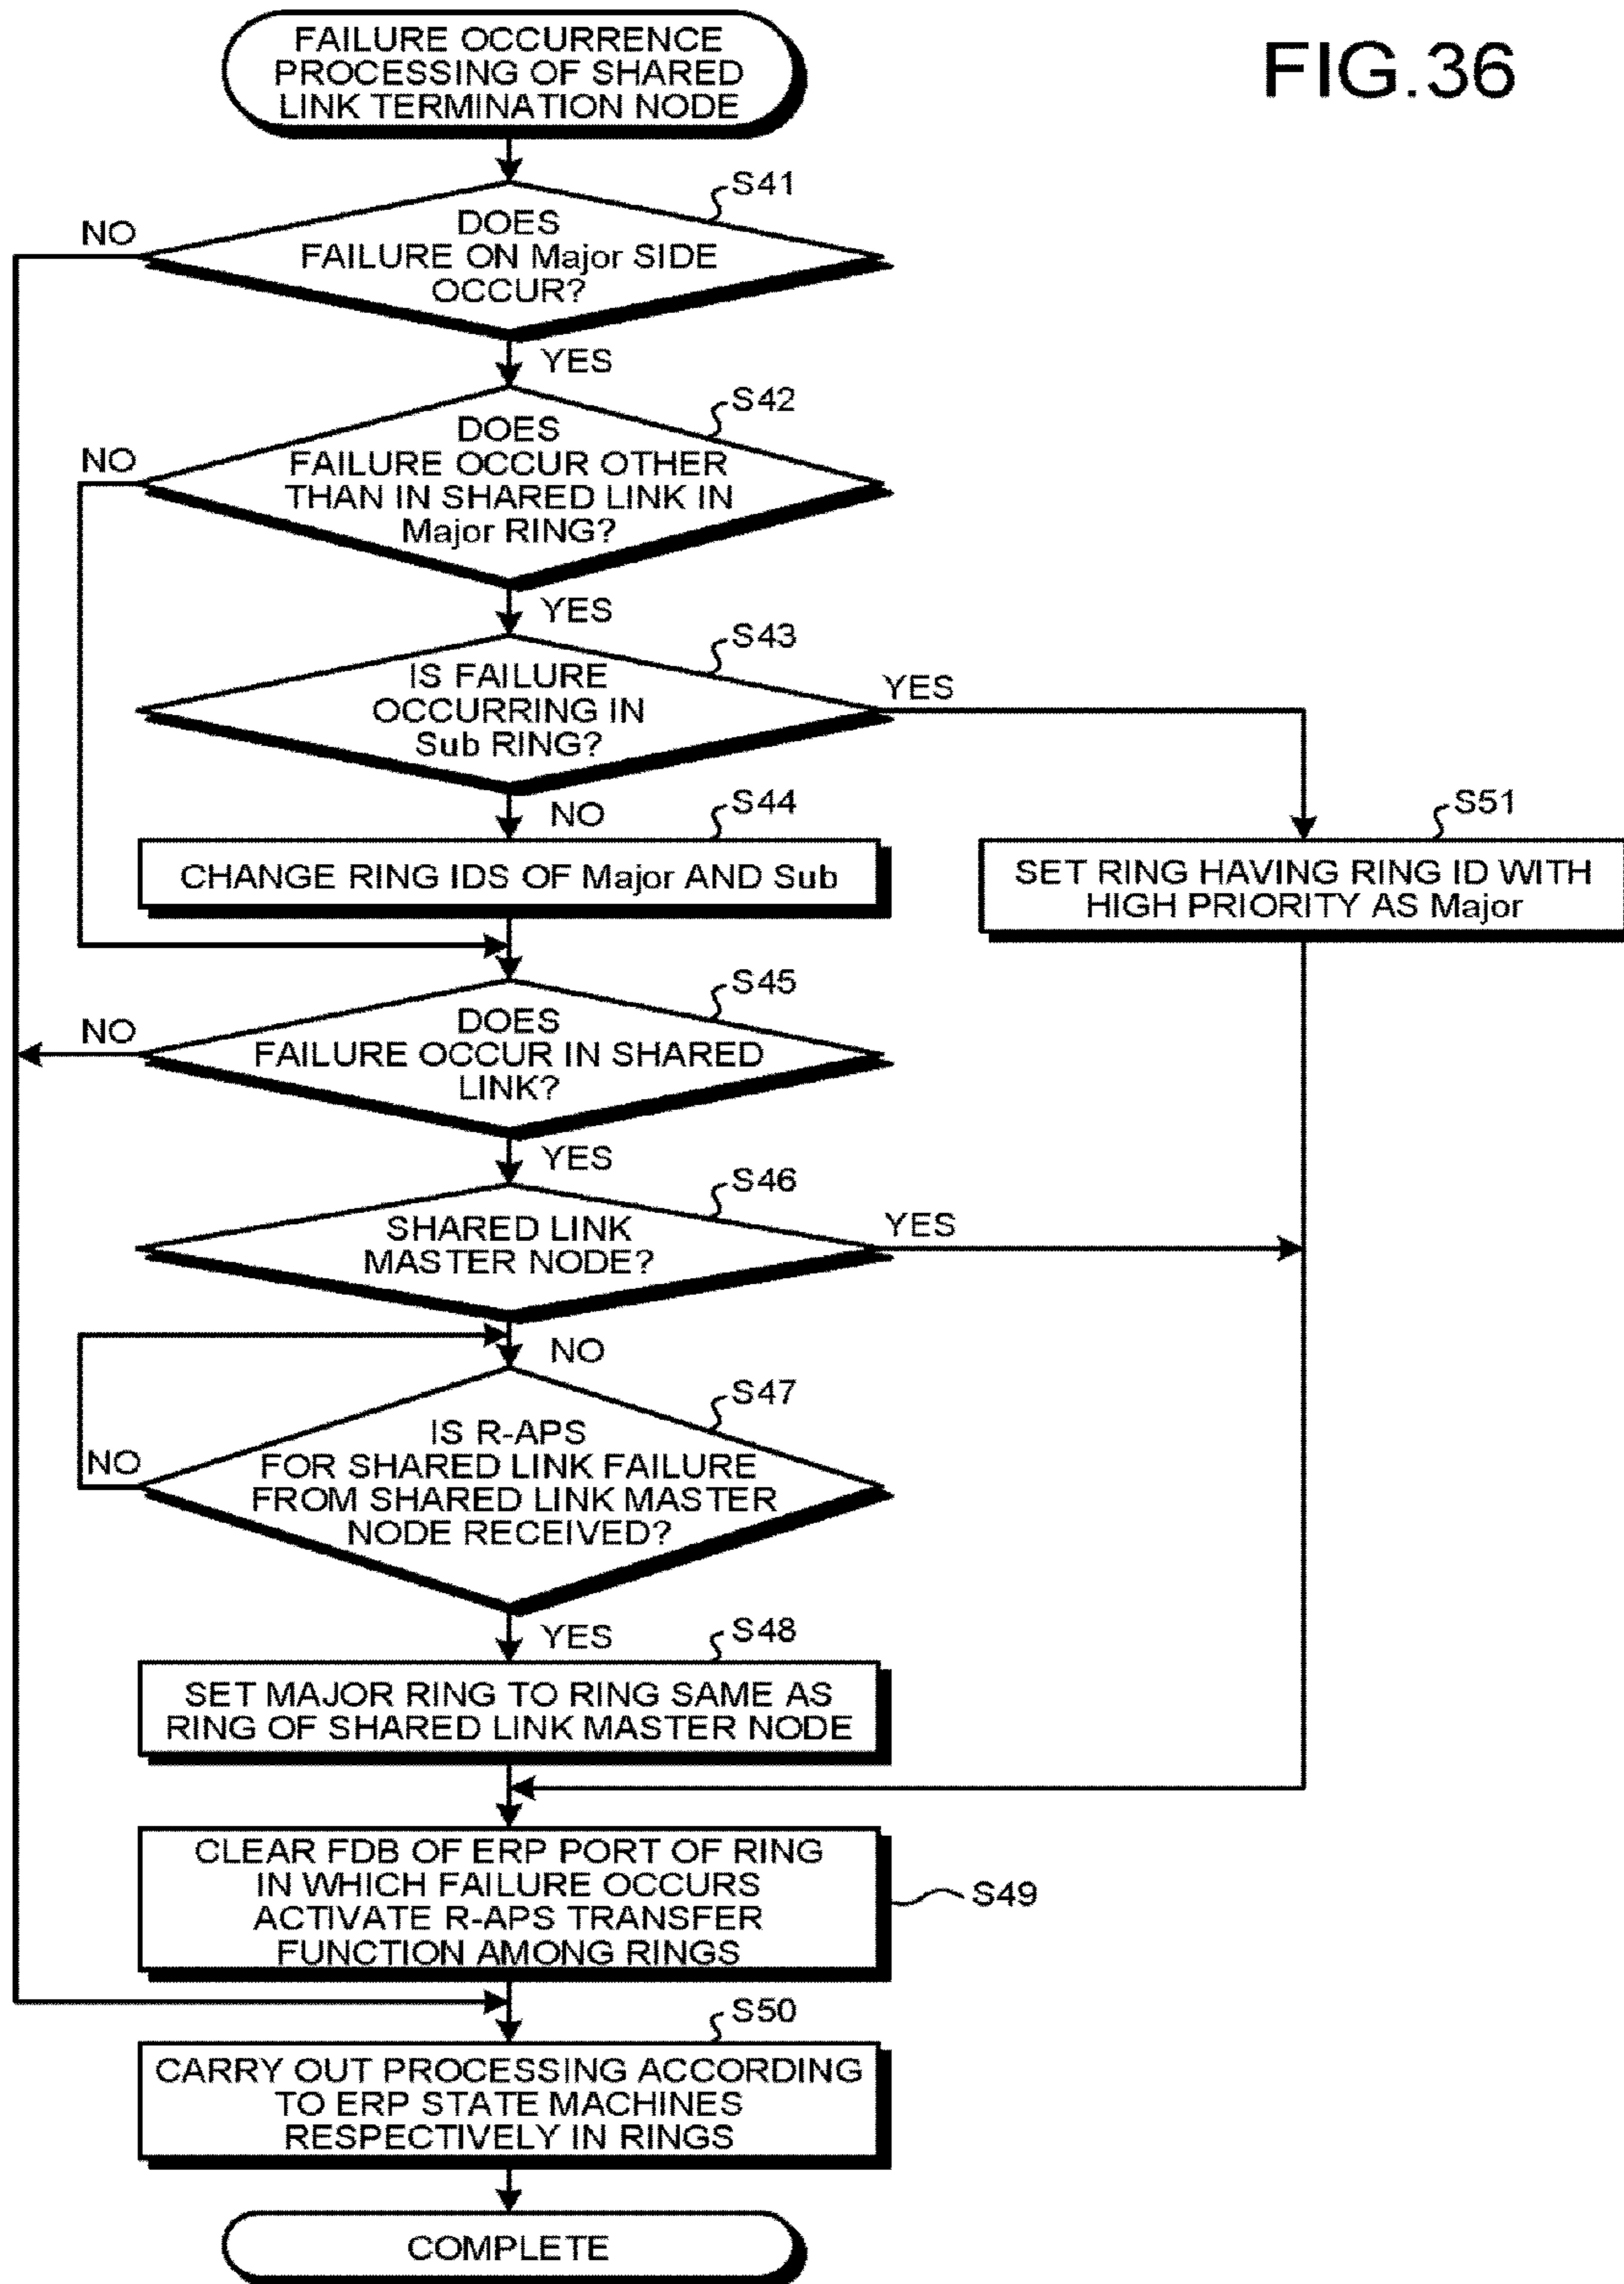 FIG.36
FAILURE OCCURRENCE
PROCESSING OF SHARED
LINK TERMINATION NODE
S41
DOES
FAILURE ON Major SIDE
OCCUR?
NO
YES
S42
DOES
FAILURE OCCUR OTHER
THAN IN SHARED LINK IN
Major RING?
NO
YES
S43
IS FAILURE
OCCURRING IN
Sub RING?
YES
NO
S44
CHANGE RING IDS OF Major AND Sub
S51
SET RING HAVING RING ID WITH
HIGH PRIORITY AS Major
S45
DOES
FAILURE OCCUR IN SHARED
LINK?
NO
YES
S46
SHARED LINK
MASTER NODE?
YES
NO
S47
IS R-APS
FOR SHARED LINK FAILURE
FROM SHARED LINK MASTER
NODE RECEIVED?
NO
YES
S48
SET MAJOR RING TO RING SAME AS
RING OF SHARED LINK MASTER NODE
CLEAR FDB OF ERP PORT OF RING
IN WHICH FAILURE OCCURS
ACTIVATE R-APS TRANSFER
FUNCTION AMONG RINGS
S49
S50
CARRY OUT PROCESSING ACCORDING
TO ERP STATE MACHINES
RESPECTIVELY IN RINGS
COMPLETE